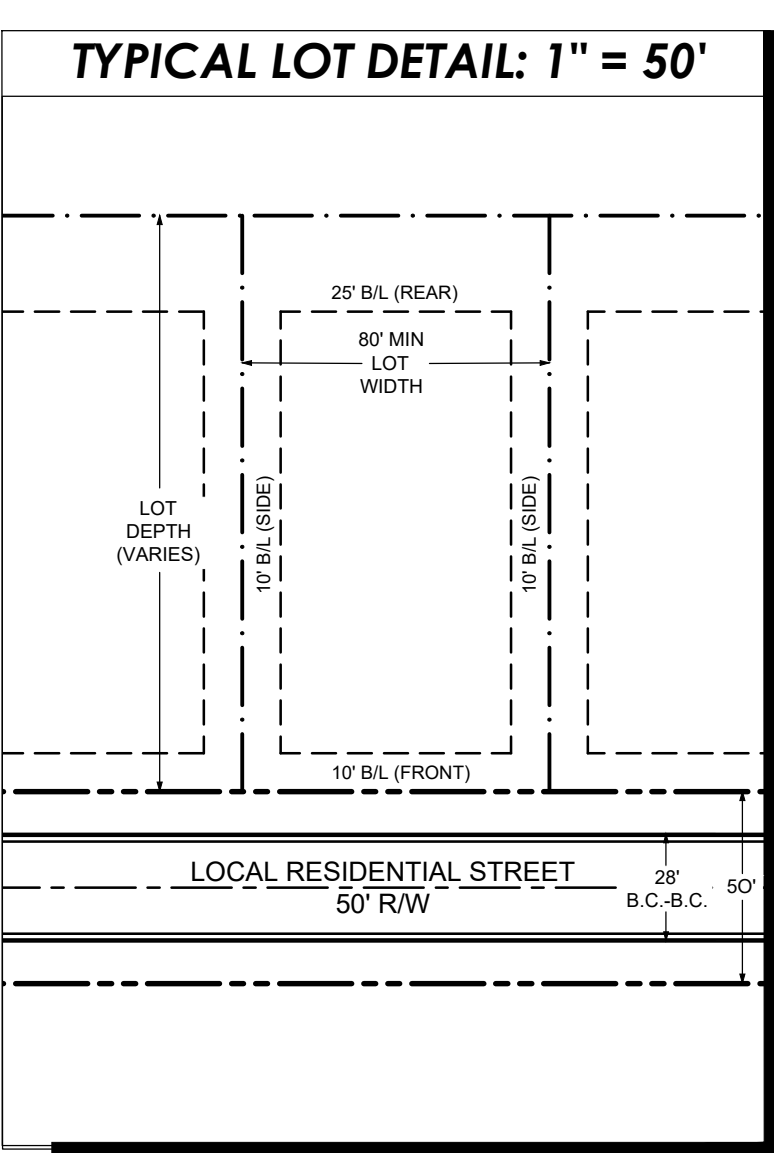 TYPICAL LOT DETAIL: 1" = 50'
25' B/L (REAR)
80' MIN
LOT
WIDTH
LOT
DEPTH
(VARIES)
10' B/L (SIDE)
10' B/L (SIDE)
10' B/L (FRONT)
LOCAL RESIDENTIAL STREET
50' R/W
28'
B.C.-B.C.
5O'